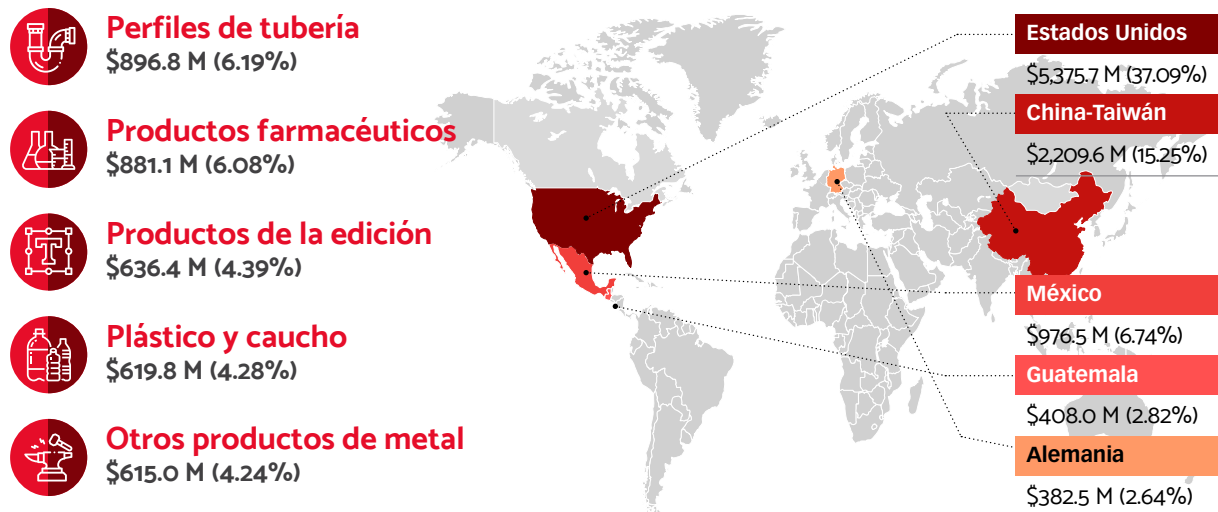 Perfiles de tubería
$896.8 M (6.19%)
Productos farmacéuticos
$881.1 M (6.08%)
Productos de la edición
$636.4 M (4.39%)
Plástico y caucho
$619.8 M (4.28%)
Otros productos de metal
$615.0 M (4.24%)
Estados Unidos
$5,375.7 M (37.09%)
China-Taiwán
$2,209.6 M (15.25%)
México
$976.5 M (6.74%)
Guatemala
$408.0 M (2.82%)
Alemania
$382.5 M (2.64%)